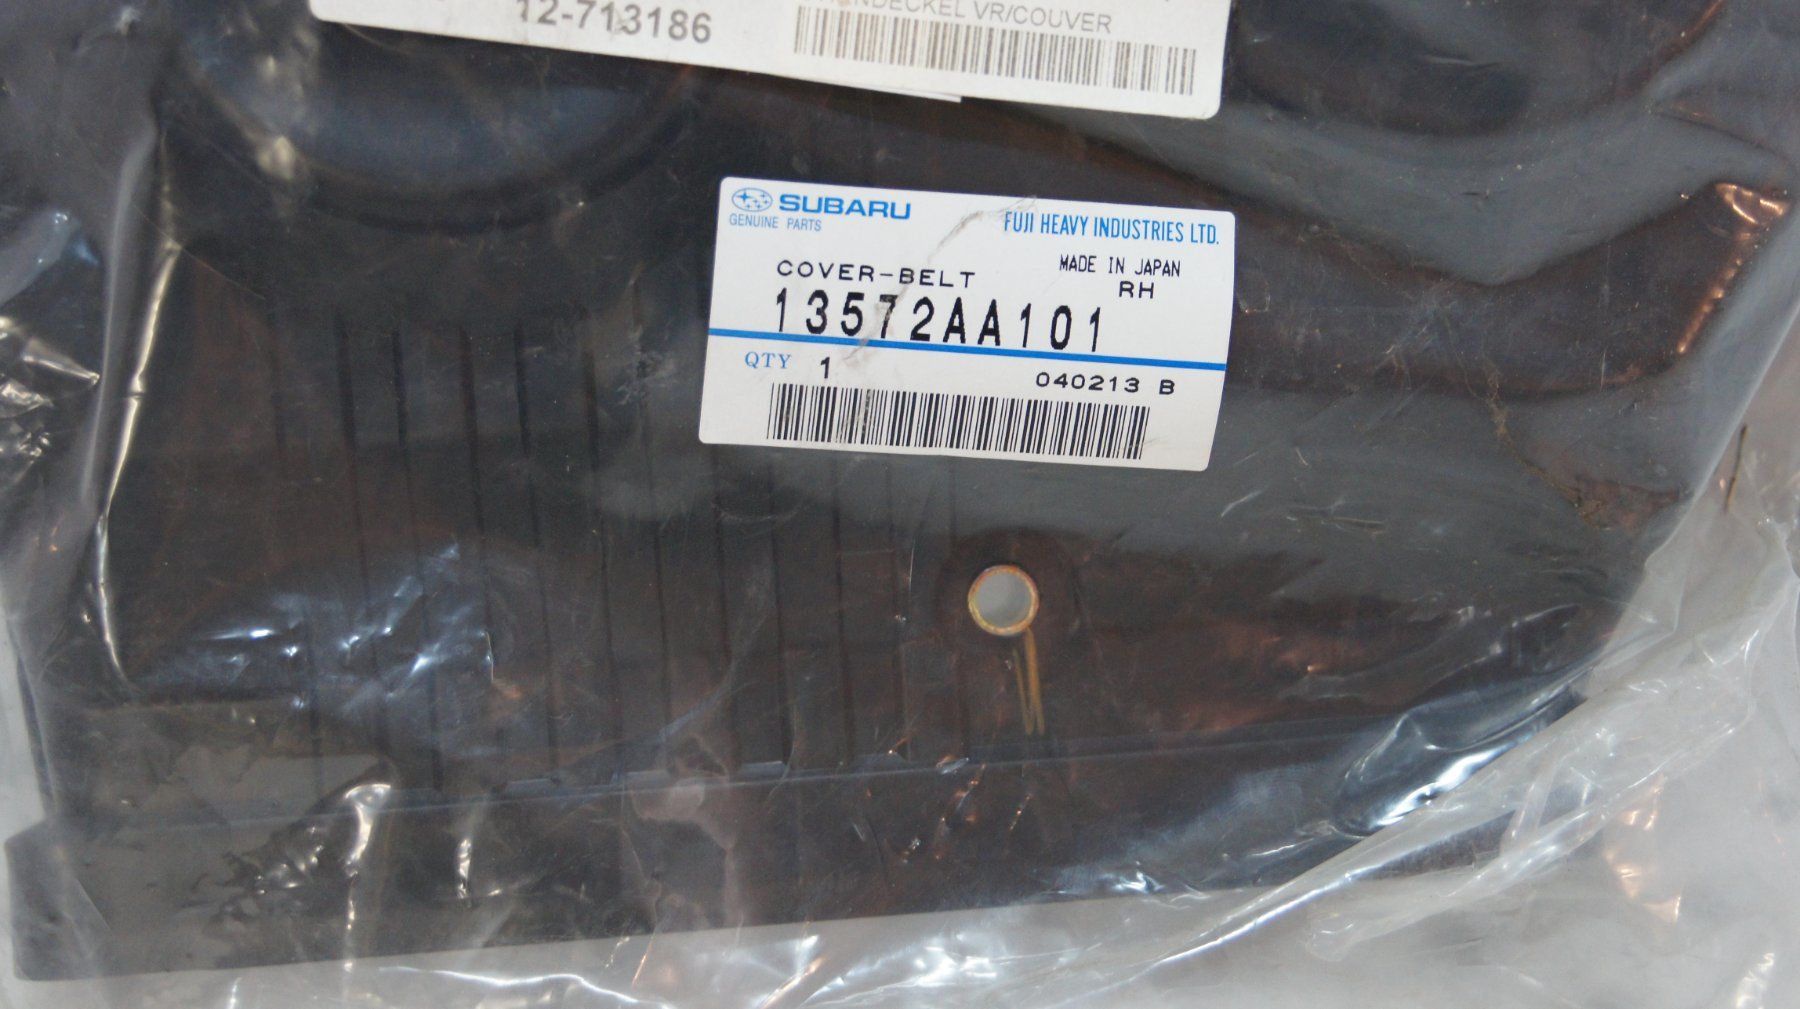 12-713186
VR/COUVER
SUBARU
GENUINE PARTS
FUJI HEAVY INDUSTRIES LTD.
MADE IN JAPAN
COVER-BELT
RH
13572AA101
QTY 1
040213 B